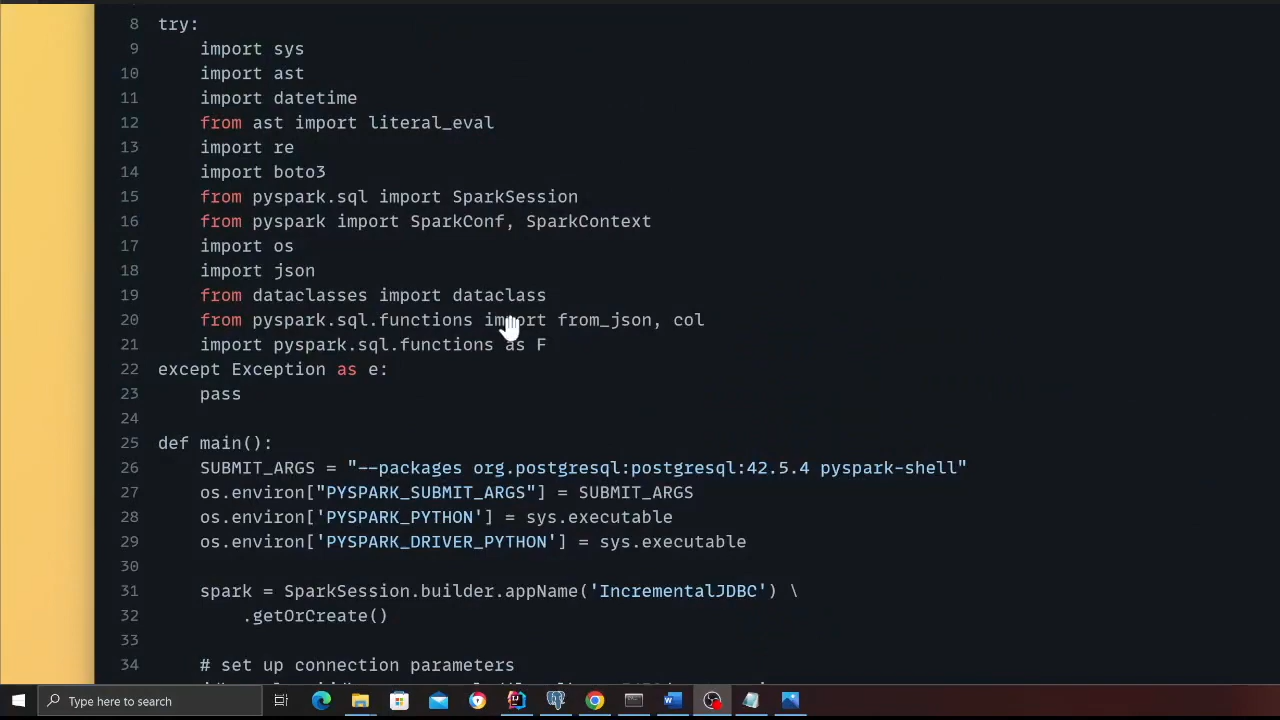 8 try:
9 import sys
10 import ast
11 import datetime
12 from ast import literal_eval
13 import re
14 import boto3
15 from pyspark.sql import SparkSession
16 from pyspark import SparkConf, SparkContext
17 import os
18 import json
19 from dataclasses import dataclass
20 from pyspark.sql.functions import from_json, col
21 import pyspark.sql.functions as F
22 except Exception as e:
23 pass
24
25 def main():
26 SUBMIT_ARGS = "--packages org.postgresql:postgresql:42.5.4 pyspark-shell"
27 os.environ["PYSPARK_SUBMIT_ARGS"] = SUBMIT_ARGS
28 os.environ['PYSPARK_PYTHON'] = sys.executable
29 os.environ['PYSPARK_DRIVER_PYTHON'] = sys.executable
30
31 spark = SparkSession.builder.appName('IncrementalJDBC') \
32 .getOrCreate()
33
34 # set up connection parameters
Type here to search